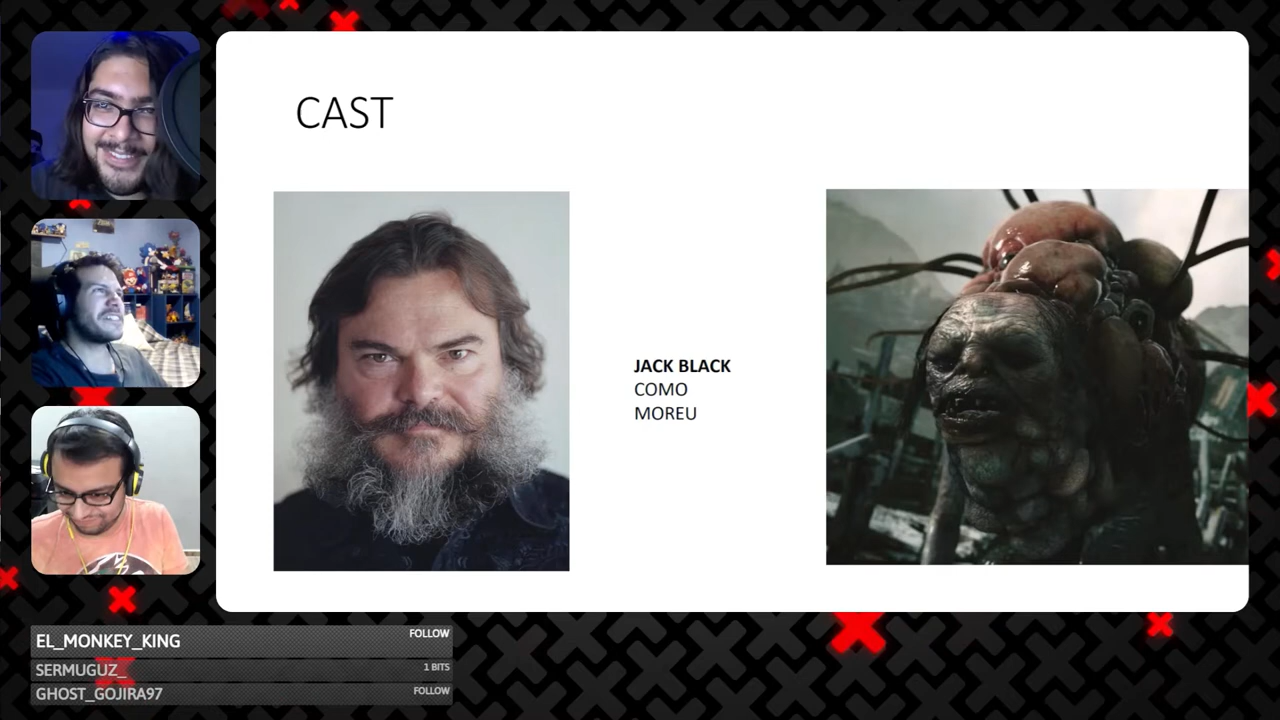 CAST
JACK BLACK
COMO
MOREU
EL_MONKEY_KING
FOLLOW
SERMUGUZ_
1 BITS
GHOST_GOJIRA97
FOLLOW